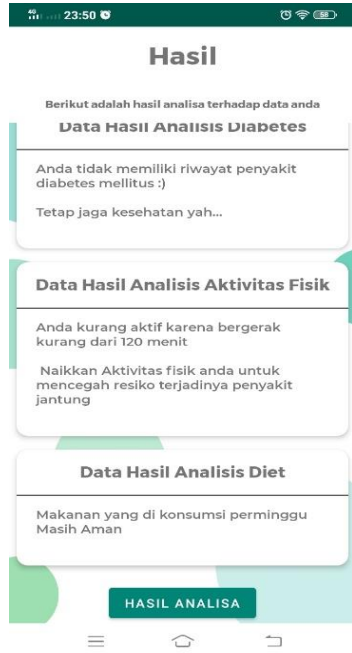 4G 23:50 58
Hasil
Berikut adalah hasil analisa terhadap data anda
Data Hasil Analisis Diabetes
Anda tidak memiliki riwayat penyakit
diabetes mellitus :)
Tetap jaga kesehatan yah...
Data Hasil Analisis Aktivitas Fisik
Anda kurang aktif karena bergerak
kurang dari 120 menit
Naikkan Aktivitas fisik anda untuk
mencegah resiko terjadinya penyakit
jantung
Data Hasil Analisis Diet
Makanan yang di konsumsi perminggu
Masih Aman
HASIL ANALISA